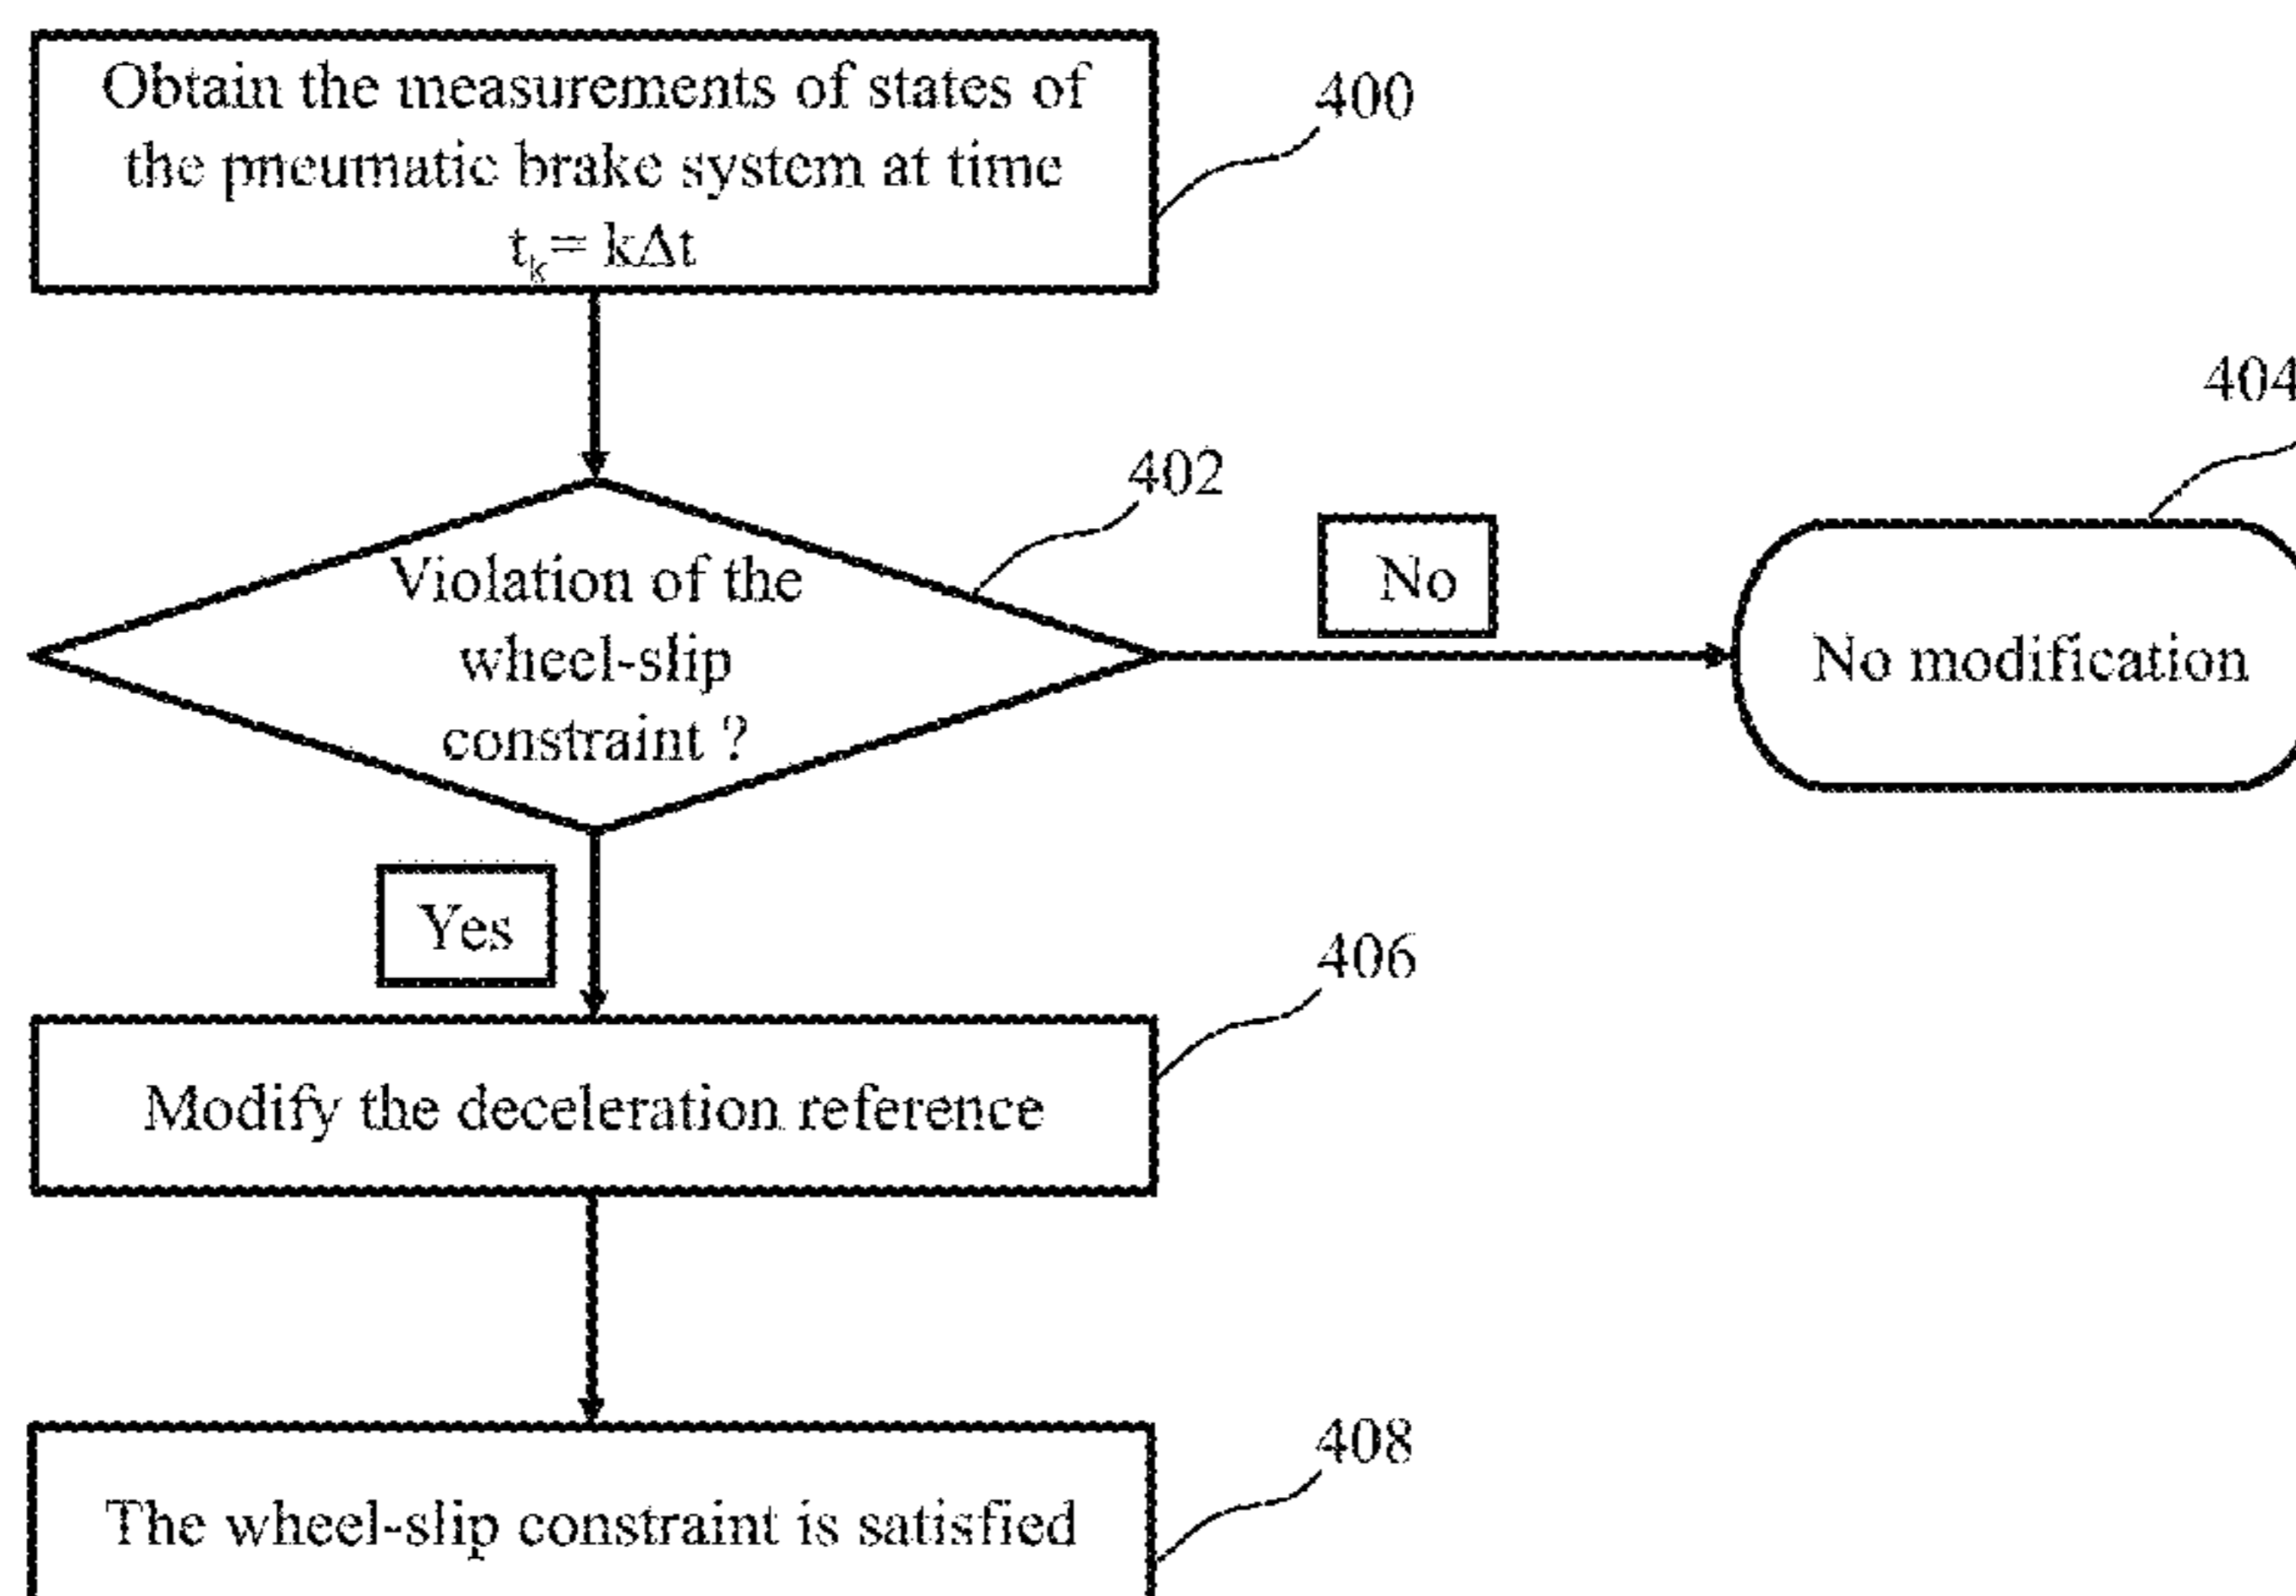 Obtain the measurements of states of
the pneumatic brake system at time
tₖ= kΔt
400
404
402
Violation of the
wheel-slip
constraint ?
No
No modification
Yes
406
Modify the deceleration reference
408
The wheel-slip constraint is satisfied